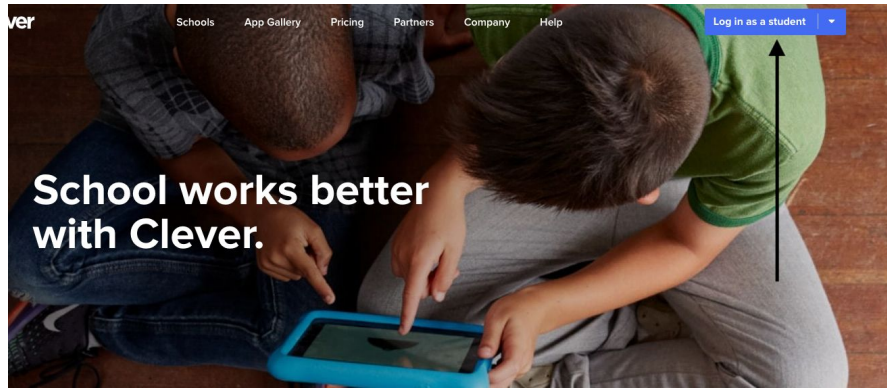 ver
Schools App Gallery Pricing Partners Company Help Log in as a student
School works better
with Clever.